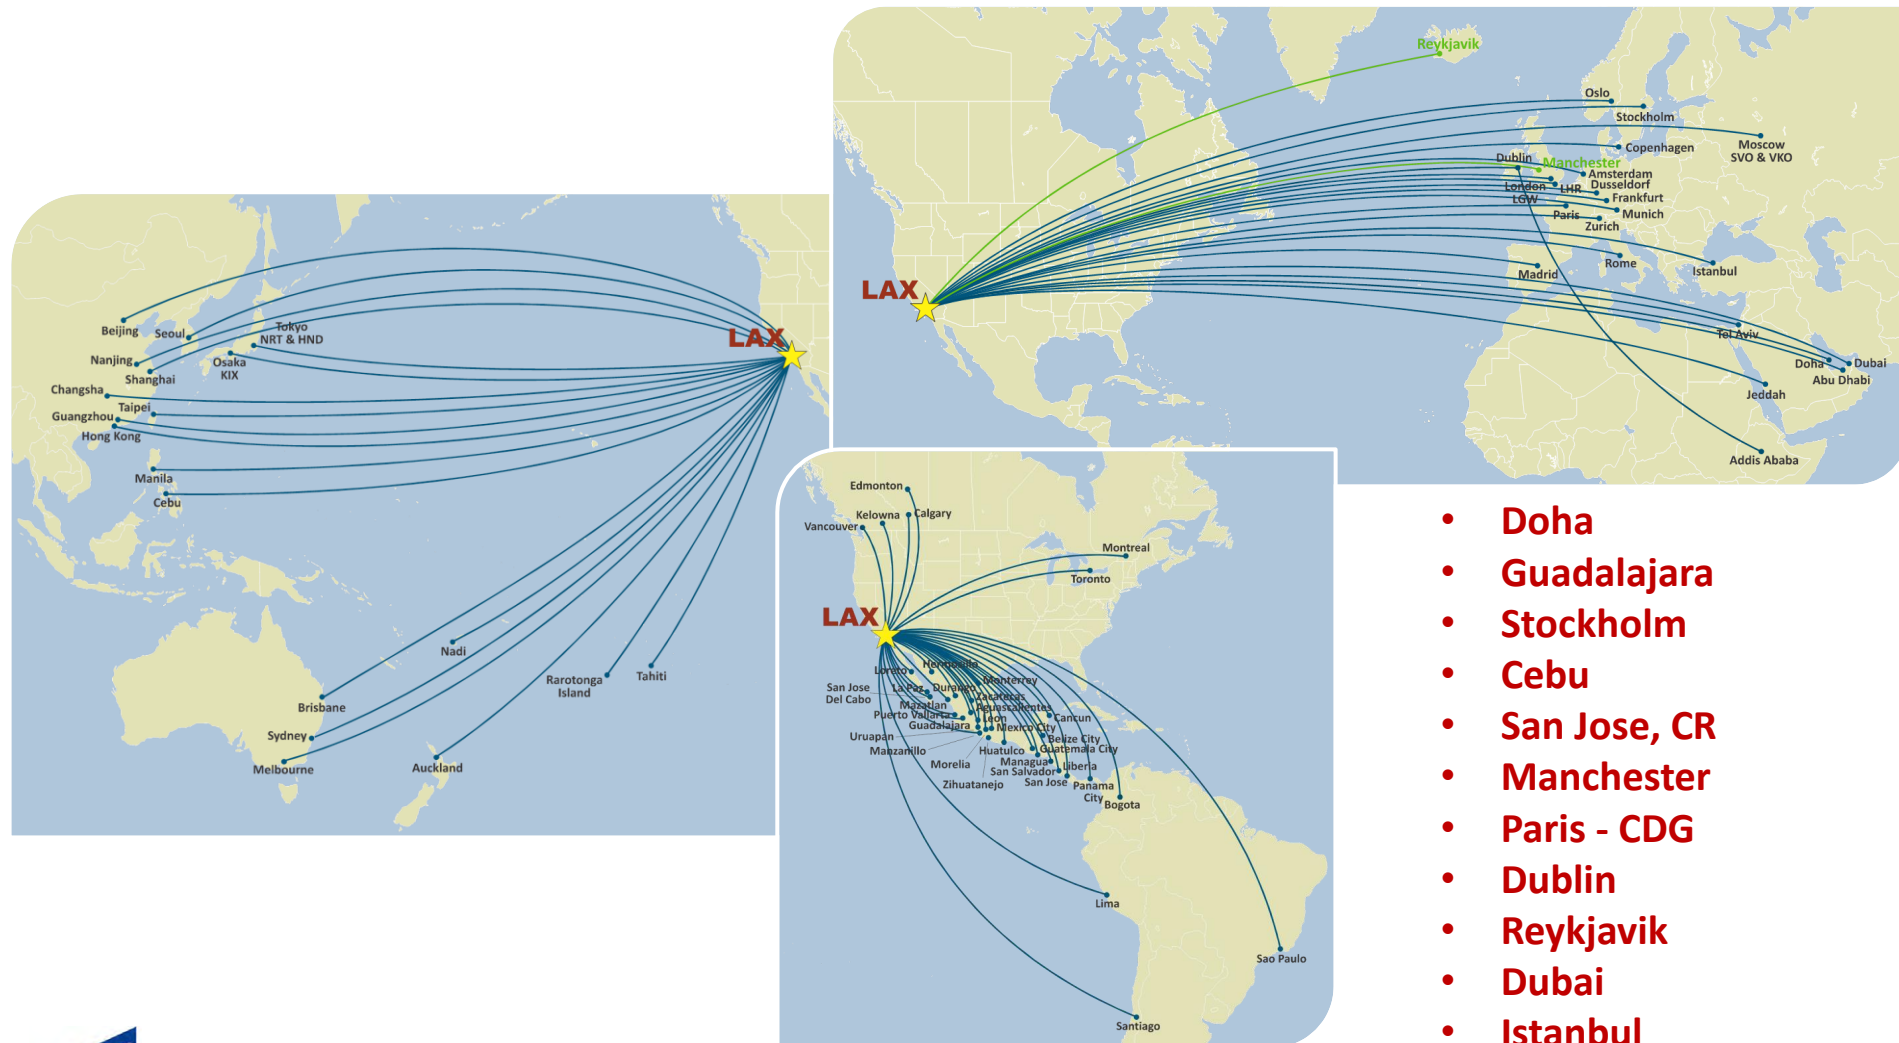 Beijing
Seoul
Tokyo
NRT & HND
Osaka
KIX
Nanjing
Shanghai
Changsha
Taipei
Guangzhou
Hong Kong
Manila
Cebu
LAX
Nadi
Rarotonga
Island
Tahiti
Brisbane
Sydney
Melbourne
Auckland
Reykjavik
Oslo
Stockholm
Moscow
SVO & VKO
Copenhagen
Dublin
Manchester
Amsterdam
London
LHR
LGW
Dusseldorf
Frankfurt
Paris
Munich
Zurich
LAX
Madrid
Rome
Istanbul
Tel Aviv
Doha
Dubai
Abu Dhabi
Jeddah
Addis Ababa
Edmonton
Kelowna
Calgary
Vancouver
Montreal
Toronto
LAX
Loreto
Hermosillo
San Jose
Del Cabo
La Paz
Durango
Monterrey
Mazatlan
Zacatecas
Puerto Vallarta
Aguascalientes
Guadalajara
Leon
Mexico City
Cancun
Uruapan
Belize City
Manzanillo
Huatulco
Guatemala City
Morelia
Managua
Liberia
San Salvador
Zihuatanejo
San Jose
Panama
City
Bogota
Lima
Sao Paulo
Santiago
• Doha
• Guadalajara
• Stockholm
• Cebu
• San Jose, CR
• Manchester
• Paris - CDG
• Dublin
• Reykjavik
• Dubai
• Istanbul